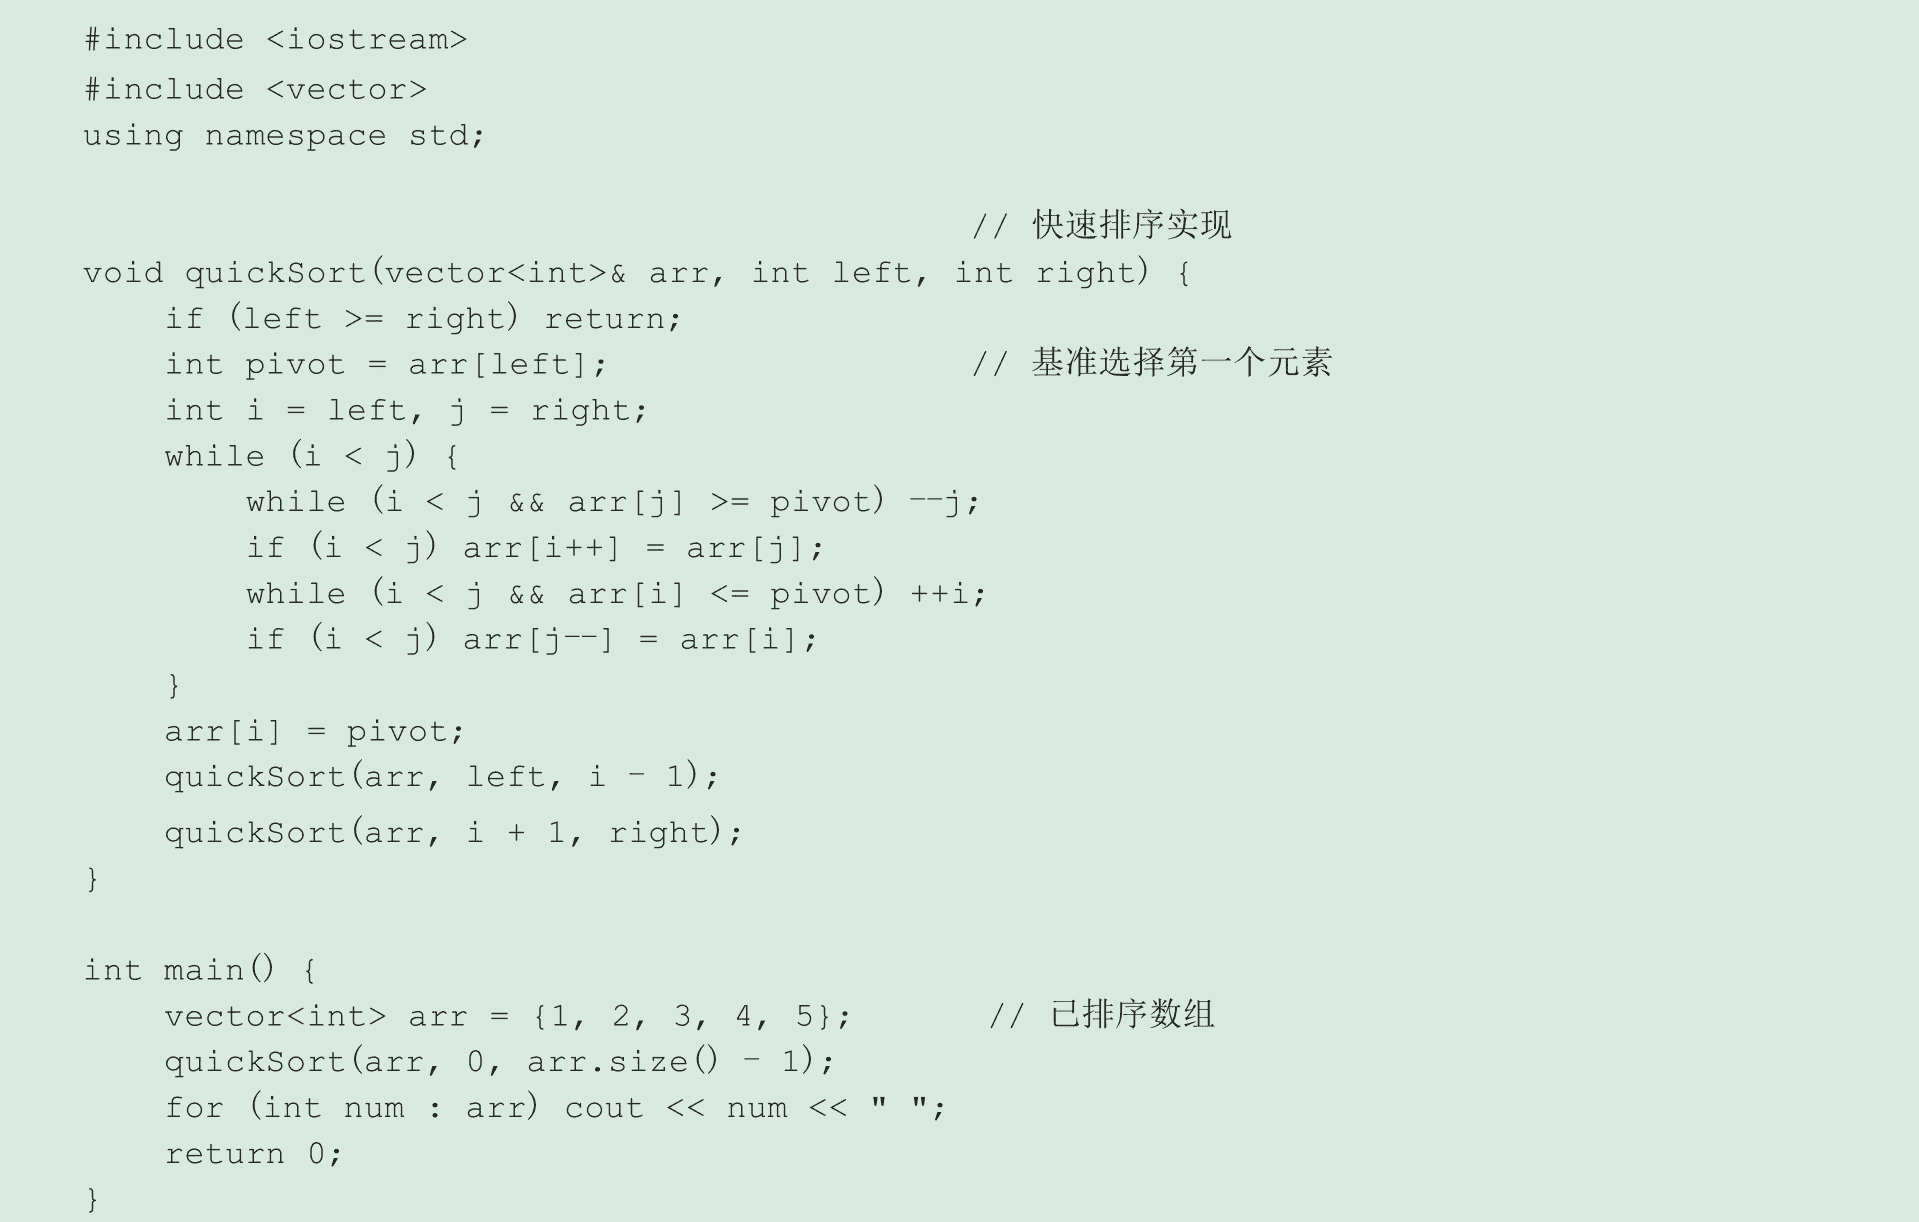 #include <iostream>
#include <vector>
using namespace std;
// 快速排序实现
void quickSort(vector<int>& arr, int left, int right) {
if (left >= right) return;
int pivot = arr[left]; // 基准选择第一个元素
int i = left, j = right;
while (i < j) {
while (i < j && arr[j] >= pivot) --j;
if (i < j) arr[i++] = arr[j];
while (i < j && arr[i] <= pivot) ++i;
if (i < j) arr[j--] = arr[i];
}
arr[i] = pivot;
quickSort(arr, left, i - 1);
quickSort(arr, i + 1, right);
}
int main() {
vector<int> arr = {1, 2, 3, 4, 5}; // 已排序数组
quickSort(arr, 0, arr.size() - 1);
for (int num : arr) cout << num << " ";
return 0;
}